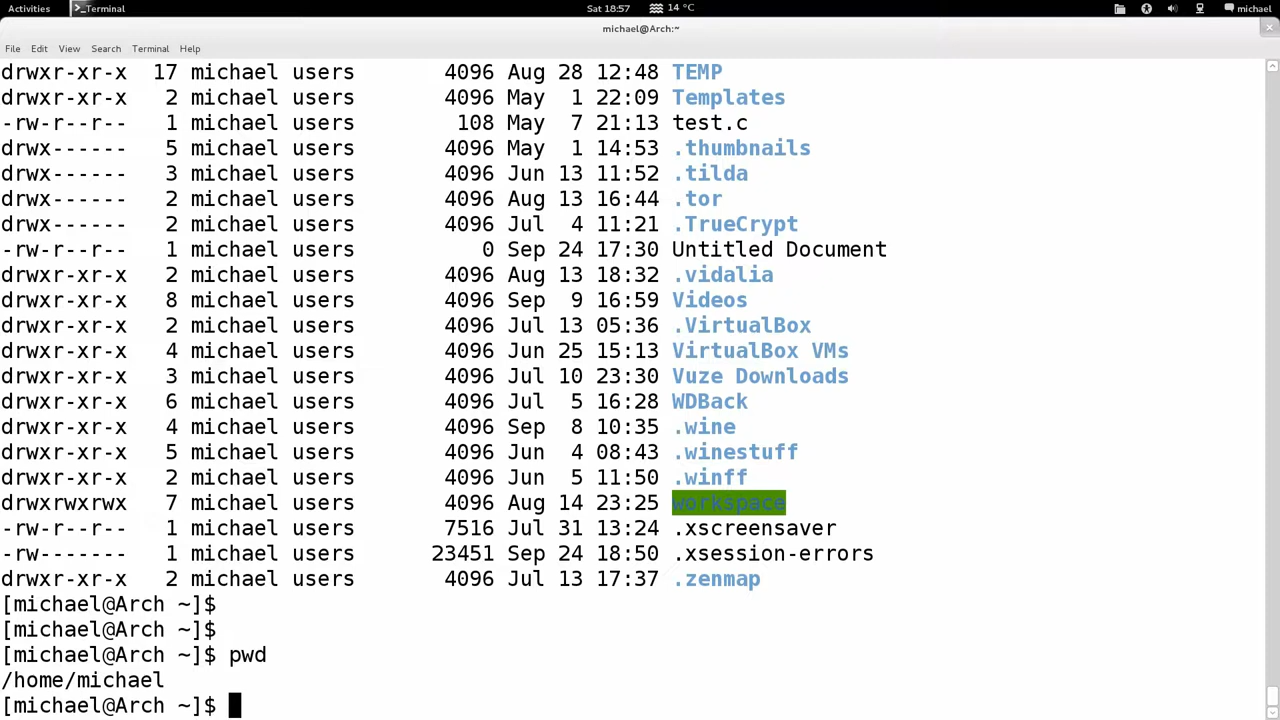 Activities >_Terminal Sat 18:57 14 °C michael
michael@Arch:~
File Edit View Search Terminal Help
drwxr-xr-x 17 michael users 4096 Aug 28 12:48 TEMP
drwxr-xr-x 2 michael users 4096 May 1 22:09 Templates
-rw-r--r-- 1 michael users 108 May 7 21:13 test.c
drwx------ 5 michael users 4096 May 1 14:53 .thumbnails
drwx------ 3 michael users 4096 Jun 13 11:52 .tilda
drwxr-xr-x 2 michael users 4096 Aug 13 16:44 .tor
drwx------ 2 michael users 4096 Jul 4 11:21 .TrueCrypt
-rw-r--r-- 1 michael users 0 Sep 24 17:30 Untitled Document
drwxr-xr-x 2 michael users 4096 Aug 13 18:32 .vidalia
drwxr-xr-x 8 michael users 4096 Sep 9 16:59 Videos
drwxr-xr-x 2 michael users 4096 Jul 13 05:36 .VirtualBox
drwxr-xr-x 4 michael users 4096 Jun 25 15:13 VirtualBox VMs
drwxr-xr-x 3 michael users 4096 Jul 10 23:30 Vuze Downloads
drwxr-xr-x 6 michael users 4096 Jul 5 16:28 WDBack
drwxr-xr-x 4 michael users 4096 Sep 8 10:35 .wine
drwxr-xr-x 5 michael users 4096 Jun 4 08:43 .winestuff
drwxr-xr-x 2 michael users 4096 Jun 5 11:50 .winff
drwxrwxrwx 7 michael users 4096 Aug 14 23:25 workspace
-rw-r--r-- 1 michael users 7516 Jul 31 13:24 .xscreensaver
-rw------- 1 michael users 23451 Sep 24 18:50 .xsession-errors
drwxr-xr-x 2 michael users 4096 Jul 13 17:37 .zenmap
[michael@Arch ~]$
[michael@Arch ~]$
[michael@Arch ~]$ pwd
/home/michael
[michael@Arch ~]$